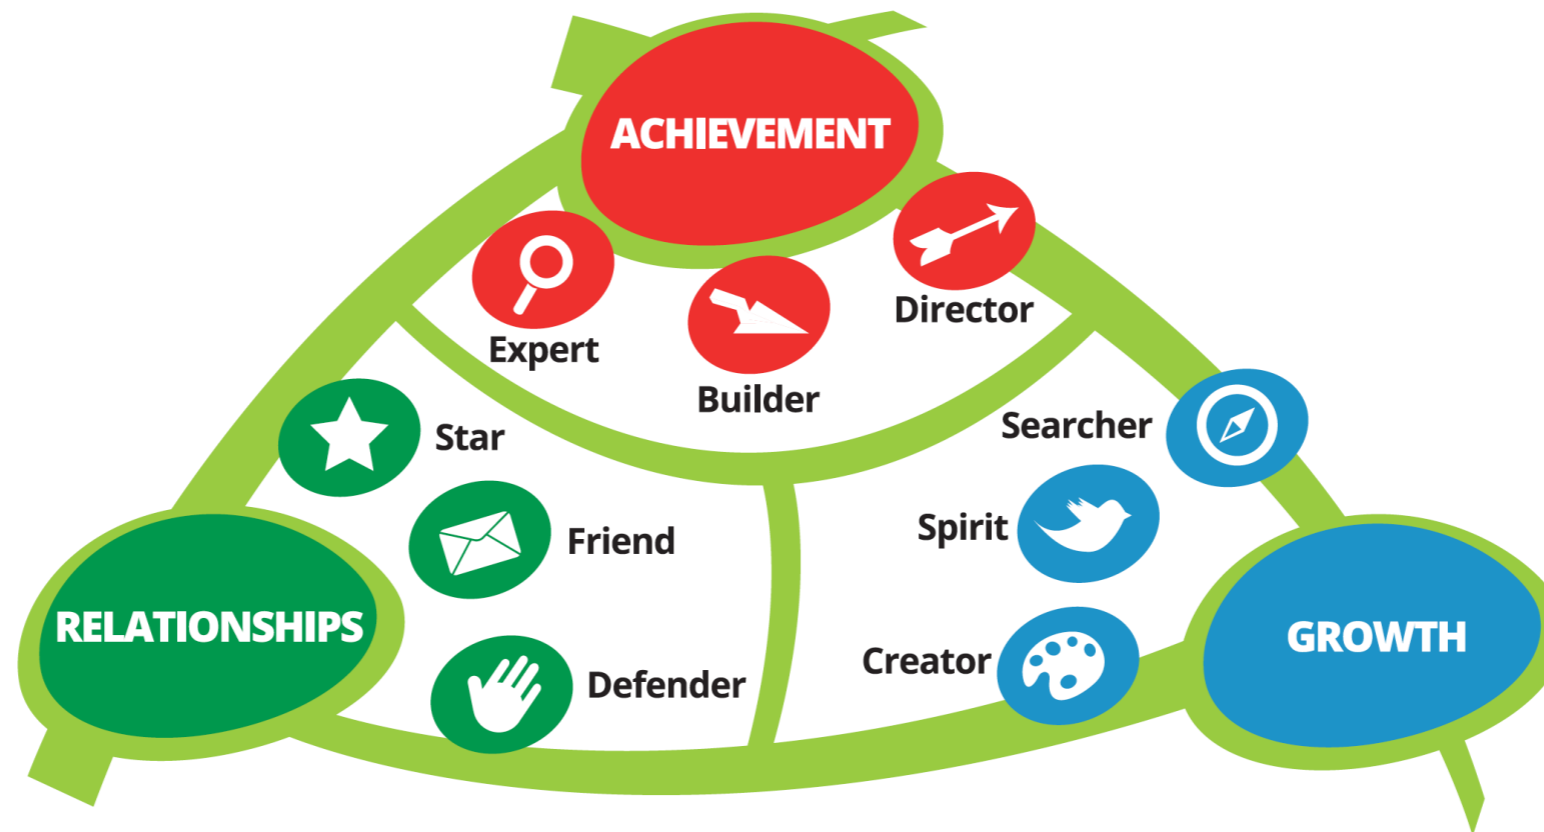 ACHIEVEMENT
Director
Expert
Builder
Star
Searcher
Friend
Spirit
Defender
Creator
RELATIONSHIPS
GROWTH